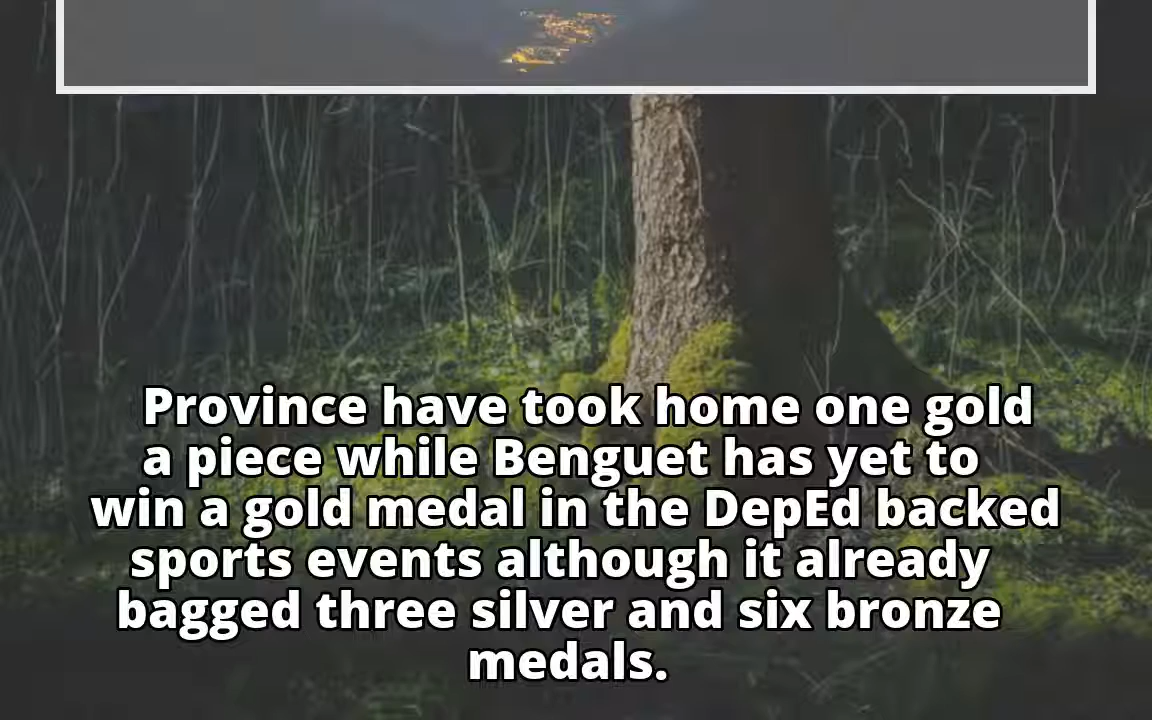 Province have took home one gold
a piece while Benguet has yet to
win a gold medal in the DepEd backed
sports events although it already
bagged three silver and six bronze
medals.